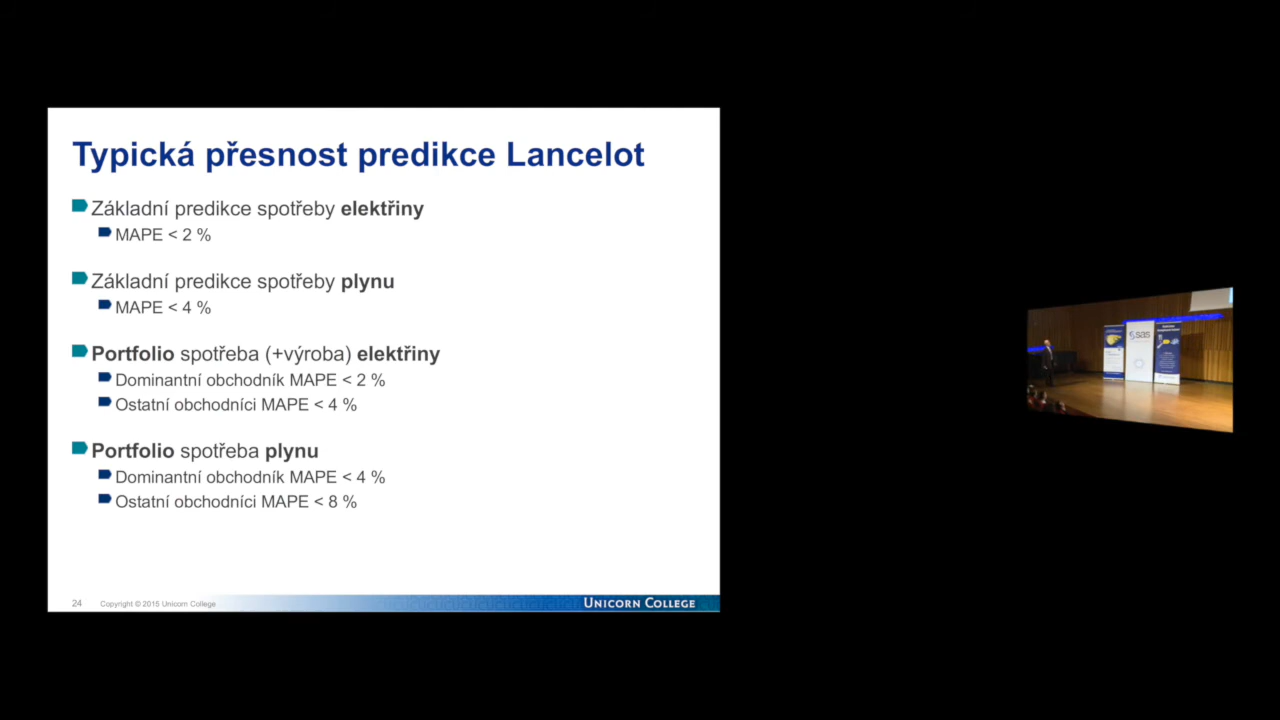 Typická přesnost predikce Lancelot
Základní predikce spotřeby elektřiny
MAPE < 2 %
Základní predikce spotřeby plynu
MAPE < 4 %
Portfolio spotřeba (+výroba) elektřiny
Dominantní obchodník MAPE < 2 %
Ostatní obchodníci MAPE < 4 %
Portfolio spotřeba plynu
Dominantní obchodník MAPE < 4 %
Ostatní obchodníci MAPE < 8 %
24 Copyright © 2015 Unicorn College
UNICORN COLLEGE
sas